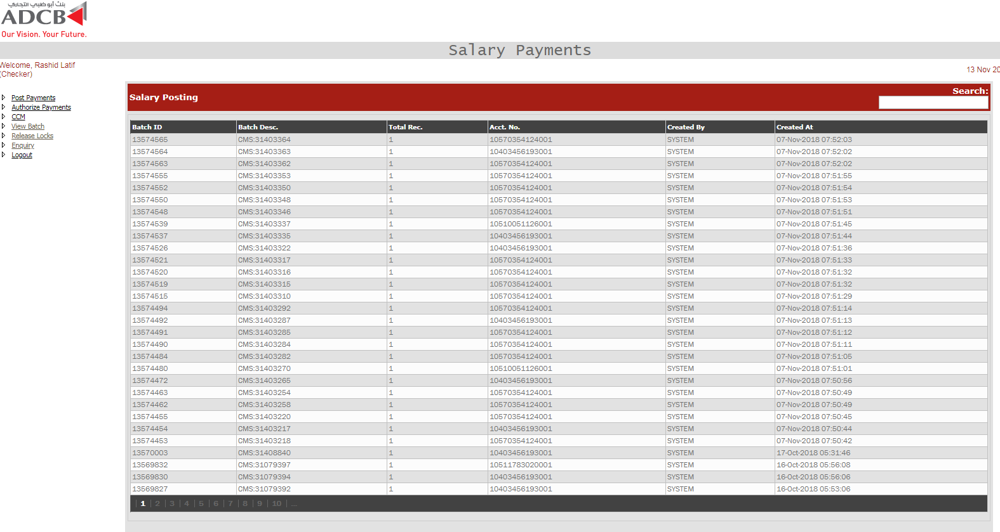 بنك أبوظبي التجاري
ADCB
Our Vision. Your Future.
Salary Payments
Welcome, Rashid Latif
(Checker)
13 Nov 20
Post Payments
Authorize Payments
CCM
View Batch
Release Locks
Enquiry
Logout
Salary Posting
Search:
Batch ID Batch Desc. Total Rec. Acct. No. Created By Created At
13574565 CMS:31403364 1 10570354124001 SYSTEM 07-Nov-2018 07:52:03
13574564 CMS:31403363 1 10403456193001 SYSTEM 07-Nov-2018 07:52:02
13574563 CMS:31403362 1 10570354124001 SYSTEM 07-Nov-2018 07:52:02
13574555 CMS:31403353 1 10570354124001 SYSTEM 07-Nov-2018 07:51:55
13574552 CMS:31403350 1 10570354124001 SYSTEM 07-Nov-2018 07:51:54
13574550 CMS:31403348 1 10570354124001 SYSTEM 07-Nov-2018 07:51:53
13574548 CMS:31403346 1 10570354124001 SYSTEM 07-Nov-2018 07:51:51
13574539 CMS:31403337 1 10510051126001 SYSTEM 07-Nov-2018 07:51:45
13574537 CMS:31403335 1 10403456193001 SYSTEM 07-Nov-2018 07:51:44
13574526 CMS:31403322 1 10403456193001 SYSTEM 07-Nov-2018 07:51:36
13574521 CMS:31403317 1 10570354124001 SYSTEM 07-Nov-2018 07:51:33
13574520 CMS:31403316 1 10570354124001 SYSTEM 07-Nov-2018 07:51:32
13574519 CMS:31403315 1 10570354124001 SYSTEM 07-Nov-2018 07:51:32
13574515 CMS:31403310 1 10570354124001 SYSTEM 07-Nov-2018 07:51:29
13574494 CMS:31403292 1 10570354124001 SYSTEM 07-Nov-2018 07:51:14
13574492 CMS:31403287 1 10403456193001 SYSTEM 07-Nov-2018 07:51:13
13574491 CMS:31403285 1 10570354124001 SYSTEM 07-Nov-2018 07:51:12
13574490 CMS:31403284 1 10570354124001 SYSTEM 07-Nov-2018 07:51:11
13574484 CMS:31403282 1 10570354124001 SYSTEM 07-Nov-2018 07:51:05
13574480 CMS:31403270 1 10510051126001 SYSTEM 07-Nov-2018 07:51:01
13574472 CMS:31403265 1 10403456193001 SYSTEM 07-Nov-2018 07:50:56
13574463 CMS:31403254 1 10570354124001 SYSTEM 07-Nov-2018 07:50:49
13574462 CMS:31403258 1 10570354124001 SYSTEM 07-Nov-2018 07:50:49
13574455 CMS:31403220 1 10570354124001 SYSTEM 07-Nov-2018 07:50:45
13574454 CMS:31403217 1 10403456193001 SYSTEM 07-Nov-2018 07:50:44
13574453 CMS:31403218 1 10570354124001 SYSTEM 07-Nov-2018 07:50:42
13570003 CMS:31408840 1 10403456193001 SYSTEM 17-Oct-2018 05:31:46
13569832 CMS:31079397 1 10511783020001 SYSTEM 16-Oct-2018 05:56:08
13569830 CMS:31079394 1 10403456193001 SYSTEM 16-Oct-2018 05:56:06
13569827 CMS:31079392 1 10403456193001 SYSTEM 16-Oct-2018 05:53:06
| 1 | 2 | 3 | 4 | 5 | 6 | 7 | 8 | 9 | 10 | ...